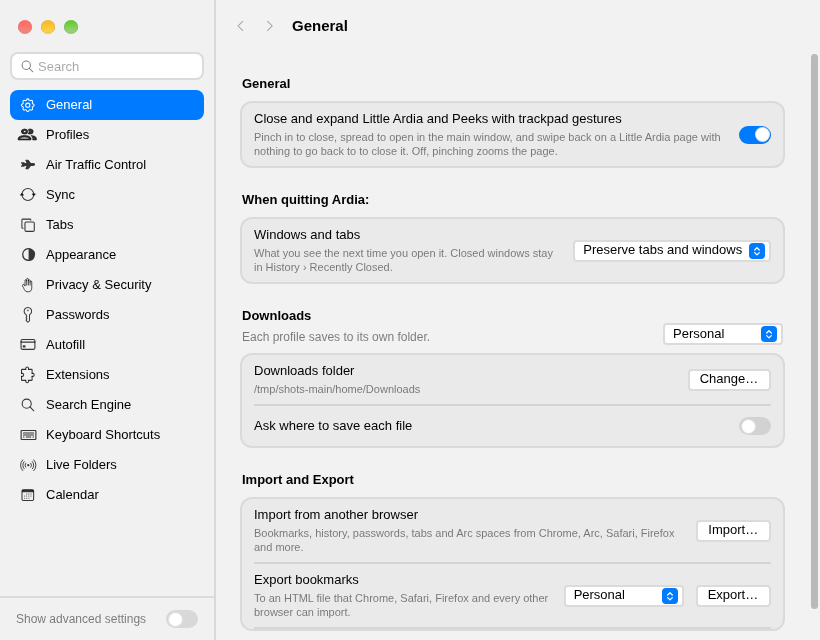 General
Search
General
Profiles
Air Traffic Control
Sync
Tabs
Appearance
Privacy & Security
Passwords
Autofill
Extensions
Search Engine
Keyboard Shortcuts
Live Folders
Calendar
Show advanced settings
General
Close and expand Little Ardia and Peeks with trackpad gestures
Pinch in to close, spread to open in the main window, and swipe back on a Little Ardia page with
nothing to go back to to close it. Off, pinching zooms the page.
When quitting Ardia:
Windows and tabs
What you see the next time you open it. Closed windows stay
in History › Recently Closed.
Preserve tabs and windows
Downloads
Each profile saves to its own folder.
Personal
Downloads folder
/tmp/shots-main/home/Downloads
Change…
Ask where to save each file
Import and Export
Import from another browser
Bookmarks, history, passwords, tabs and Arc spaces from Chrome, Arc, Safari, Firefox
and more.
Import…
Export bookmarks
To an HTML file that Chrome, Safari, Firefox and every other
browser can import.
Personal
Export…